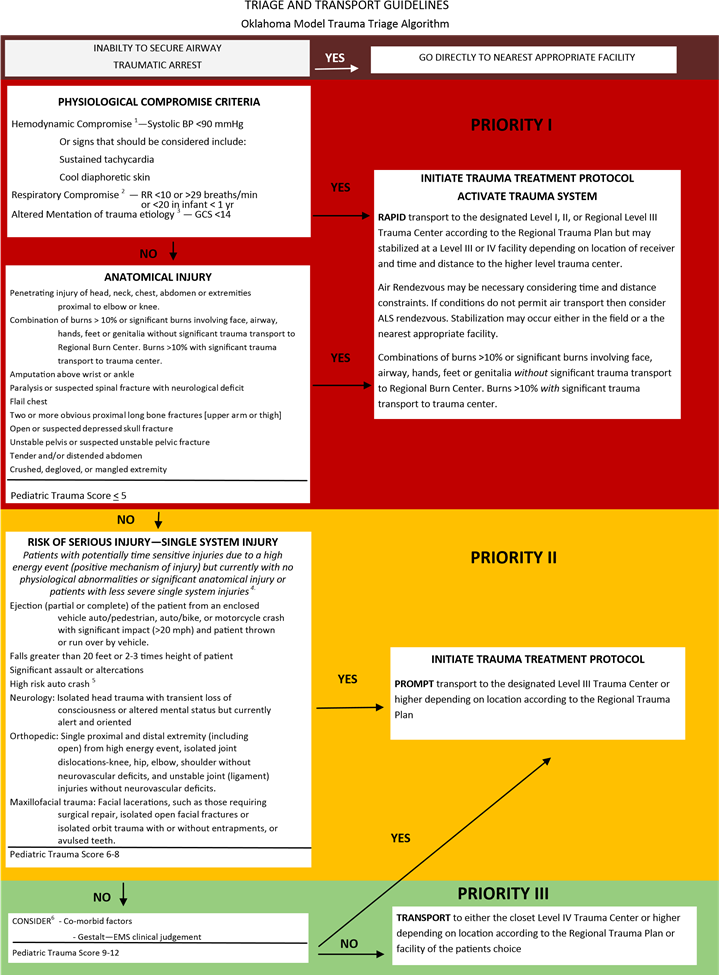 TRIAGE AND TRANSPORT GUIDELINES
Oklahoma Model Trauma Triage Algorithm
INABILTY TO SECURE AIRWAY
TRAUMATIC ARREST
YES
GO DIRECTLY TO NEAREST APPROPRIATE FACILITY
PHYSIOLOGICAL COMPROMISE CRITERIA
Hemodynamic Compromise 1—Systolic BP <90 mmHg
Or signs that should be considered include:
Sustained tachycardia
Cool diaphoretic skin
Respiratory Compromise 2 — RR <10 or >29 breaths/min
or <20 in infant < 1 yr
Altered Mentation of trauma etiology 3 — GCS <14
YES
NO
PRIORITY I
INITIATE TRAUMA TREATMENT PROTOCOL
ACTIVATE TRAUMA SYSTEM
RAPID transport to the designated Level I, II, or Regional Level III
Trauma Center according to the Regional Trauma Plan but may
stabilized at a Level III or IV facility depending on location of receiver
and time and distance to the higher level trauma center.
Air Rendezvous may be necessary considering time and distance
constraints. If conditions do not permit air transport then consider
ALS rendezvous. Stabilization may occur either in the field or a the
nearest appropriate facility.
Combinations of burns >10% or significant burns involving face,
airway, hands, feet or genitalia without significant trauma transport
to Regional Burn Center. Burns >10% with significant trauma
transport to trauma center.
ANATOMICAL INJURY
Penetrating injury of head, neck, chest, abdomen or extremities
proximal to elbow or knee.
Combination of burns > 10% or significant burns involving face, airway,
hands, feet or genitalia without significant trauma transport to
Regional Burn Center. Burns >10% with significant trauma
transport to trauma center.
Amputation above wrist or ankle
Paralysis or suspected spinal fracture with neurological deficit
Flail chest
Two or more obvious proximal long bone fractures [upper arm or thigh]
Open or suspected depressed skull fracture
Unstable pelvis or suspected unstable pelvic fracture
Tender and/or distended abdomen
Crushed, degloved, or mangled extremity
Pediatric Trauma Score < 5
YES
NO
RISK OF SERIOUS INJURY—SINGLE SYSTEM INJURY
Patients with potentially time sensitive injuries due to a high
energy event (positive mechanism of injury) but currently with no
physiological abnormalities or significant anatomical injury or
patients with less severe single system injuries 4.
Ejection (partial or complete) of the patient from an enclosed
vehicle auto/pedestrian, auto/bike, or motorcycle crash
with significant impact (>20 mph) and patient thrown
or run over by vehicle.
Falls greater than 20 feet or 2-3 times height of patient
Significant assault or altercations
High risk auto crash 5
Neurology: Isolated head trauma with transient loss of
consciousness or altered mental status but currently
alert and oriented
Orthopedic: Single proximal and distal extremity (including
open) from high energy event, isolated joint
dislocations-knee, hip, elbow, shoulder without
neurovascular deficits, and unstable joint (ligament)
injuries without neurovascular deficits.
Maxillofacial trauma: Facial lacerations, such as those requiring
surgical repair, isolated open facial fractures or
isolated orbit trauma with or without entrapments, or
avulsed teeth.
Pediatric Trauma Score 6-8
YES
PRIORITY II
INITIATE TRAUMA TREATMENT PROTOCOL
PROMPT transport to the designated Level III Trauma Center or
higher depending on location according to the Regional Trauma
Plan
YES
NO
CONSIDER6 - Co-morbid factors
- Gestalt—EMS clinical judgement
Pediatric Trauma Score 9-12
NO
PRIORITY III
TRANSPORT to either the closet Level IV Trauma Center or higher
depending on location according to the Regional Trauma Plan or
facility of the patients choice